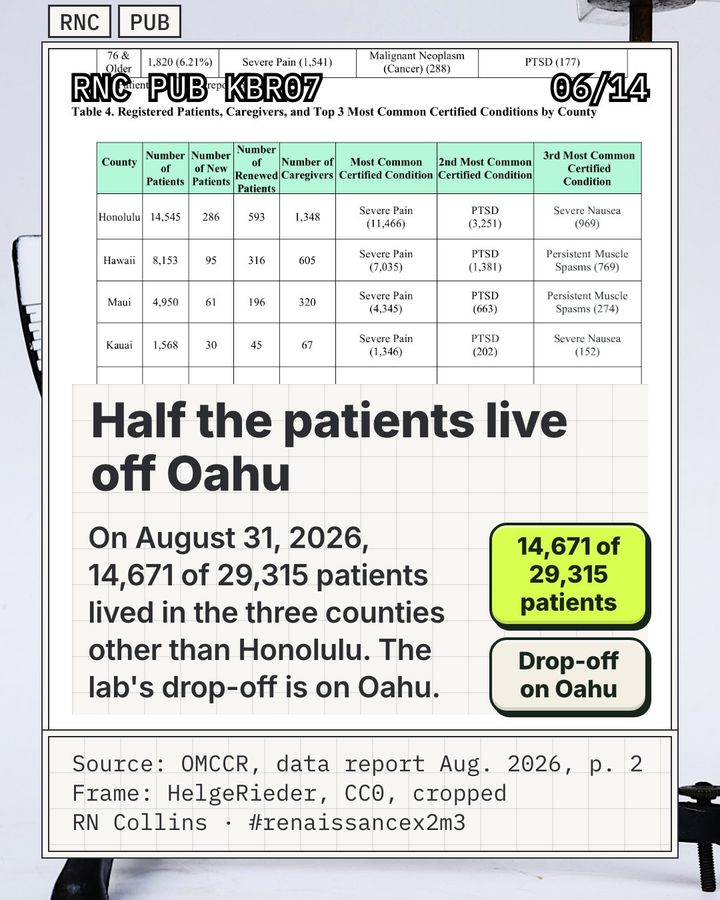 RNC PUB
76 & Older 1,820 (6.21%) Severe Pain (1,541) Malignant Neoplasm (Cancer) (288) PTSD (177)
RNC PUB KBR07 06/14
Table 4. Registered Patients, Caregivers, and Top 3 Most Common Certified Conditions by County
County Number of Patients Number of New Patients Number of Renewed Patients Number of Caregivers Most Common Certified Condition 2nd Most Common Certified Condition 3rd Most Common Certified Condition
Honolulu 14,545 286 593 1,348 Severe Pain (11,466) PTSD (3,251) Severe Nausea (969)
Hawaii 8,153 95 316 605 Severe Pain (7,035) PTSD (1,381) Persistent Muscle Spasms (769)
Maui 4,950 61 196 320 Severe Pain (4,345) PTSD (663) Persistent Muscle Spasms (274)
Kauai 1,568 30 45 67 Severe Pain (1,346) PTSD (202) Severe Nausea (152)
Half the patients live
off Oahu
On August 31, 2026,
14,671 of 29,315 patients
lived in the three counties
other than Honolulu. The
lab's drop-off is on Oahu.
14,671 of
29,315
patients
Drop-off
on Oahu
Source: OMCCR, data report Aug. 2026, p. 2
Frame: HelgeRieder, CC0, cropped
RN Collins · #renaissancex2m3